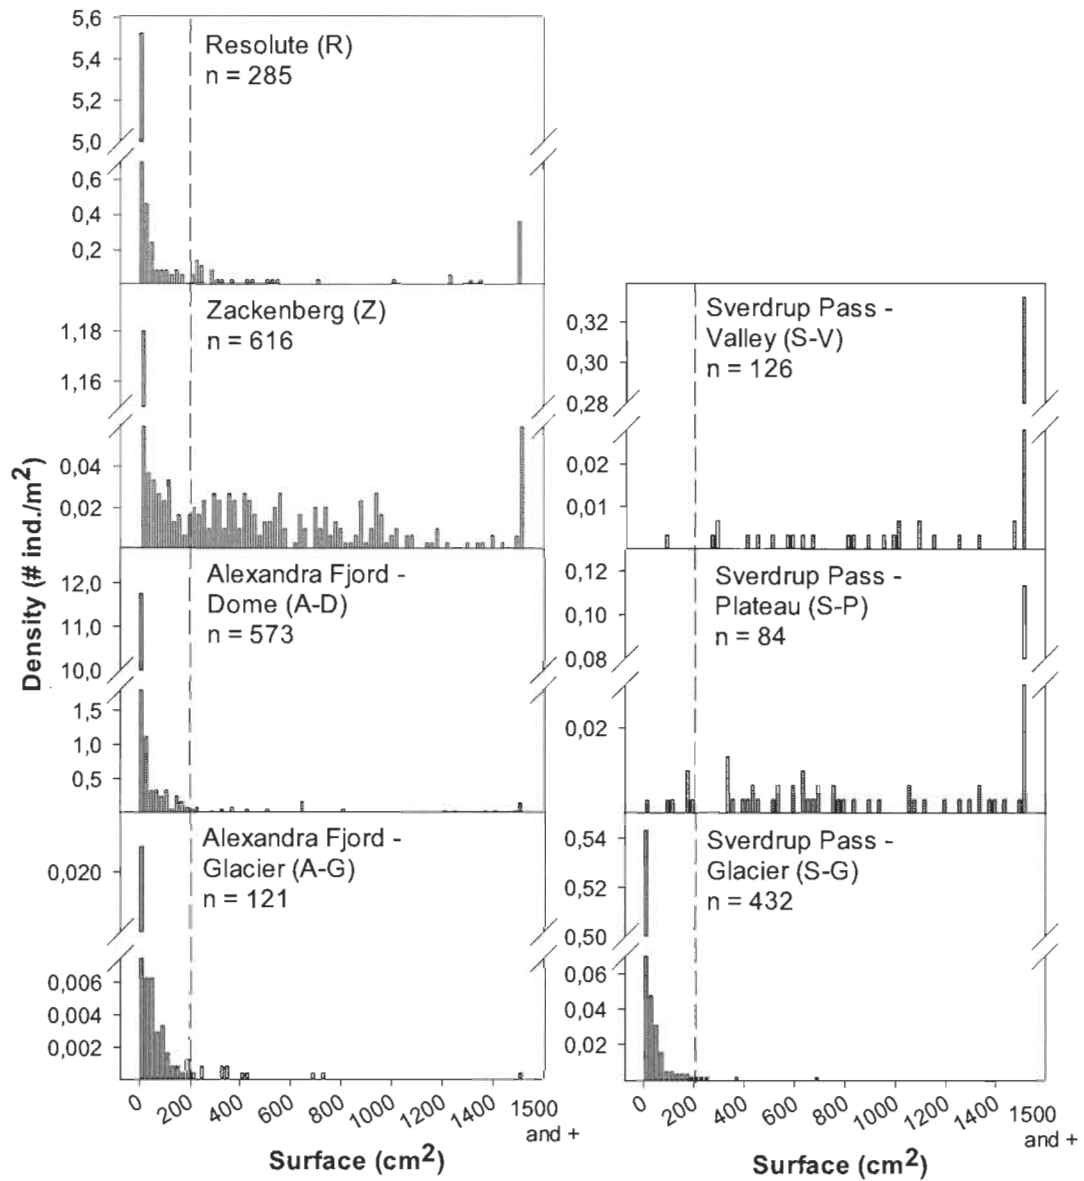 Density (# ind./m2)
5,6
5,4
5,2
5,0
0,6
0,4
0,2
Resolute (R)
n = 285
1,18
1,16
0,04
0,02
Zackenberg (Z)
n = 616
12,0
11,0
10,0
1,5
1,0
0,5
Alexandra Fjord -
Dome (A-D)
n = 573
0,020
0,006
0,004
0,002
Alexandra Fjord -
Glacier (A-G)
n = 121
0 200 400 600 800 1000 1200 1400 1500
and +
Surface (cm2)
0,32
0,30
0,28
0,02
0,01
Sverdrup Pass -
Valley (S-V)
n = 126
0,12
0,10
0,08
0,02
Sverdrup Pass -
Plateau (S-P)
n = 84
0,54
0,52
0,50
0,06
0,04
0,02
Sverdrup Pass -
Glacier (S-G)
n = 432
0 200 400 600 800 1000 1200 1400 1500
and +
Surface (cm2)